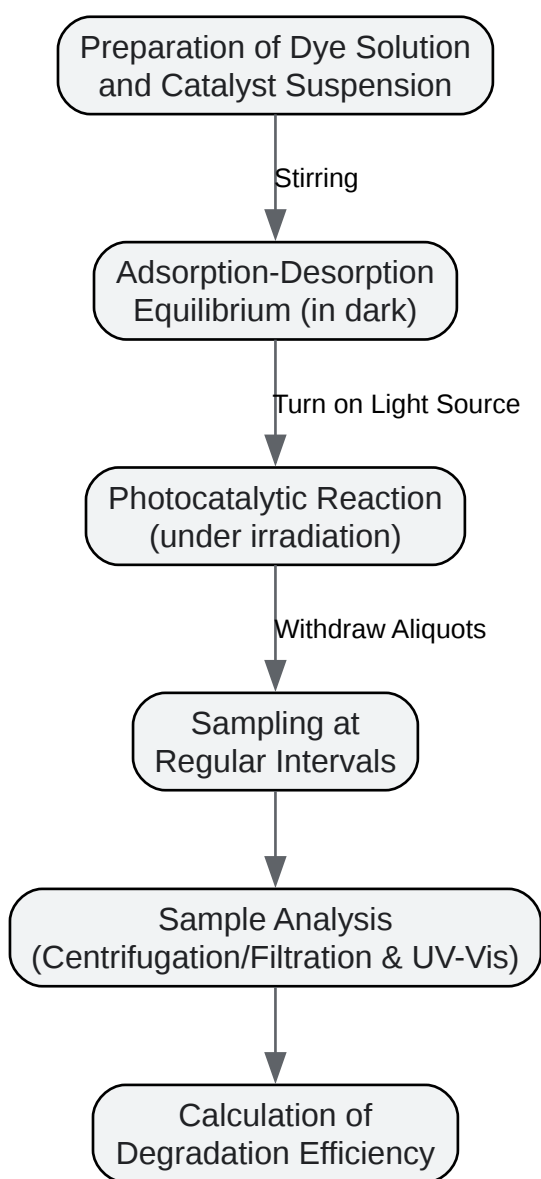 Preparation of Dye Solution
and Catalyst Suspension
Stirring
Adsorption-Desorption
Equilibrium (in dark)
Turn on Light Source
Photocatalytic Reaction
(under irradiation)
Withdraw Aliquots
Sampling at
Regular Intervals
Sample Analysis
(Centrifugation/Filtration & UV-Vis)
Calculation of
Degradation Efficiency